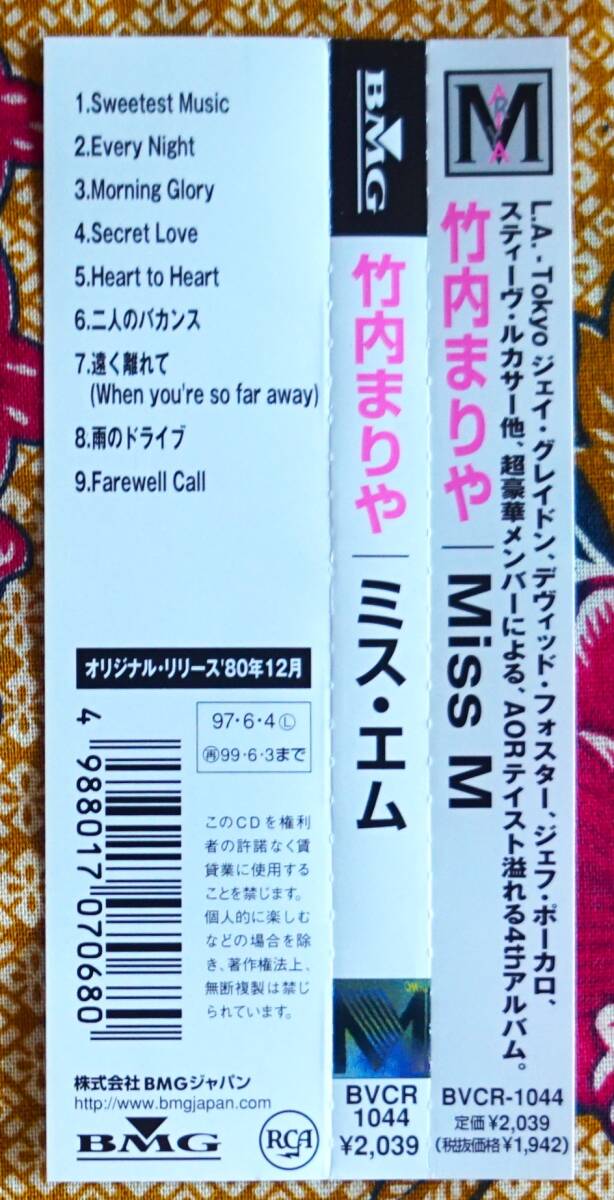 1.Sweetest Music
2.Every Night
3.Morning Glory
4.Secret Love
5.Heart to Heart
6.二人のバカンス
7.遠く離れて
(When you're so far away)
8.雨のドライブ
9.Farewell Call
オリジナル・リリース'80年12月
97・6・4Ⓛ
㊞99・6・3まで
4 988017 070680
このCDを権利
者の許諾なく賃
貸業に使用する
ことを禁じます。
個人的に楽しむ
などの場合を除
き、著作権法上、
無断複製は禁じ
られています。
株式会社BMGジャパン
http://www.bmgjapan.com
BMG
RCA
BMG
竹内まりや
ミス・エム
M
BVCR
1044
¥2,039
MARIYA
竹内まりや
Miss M
L.A.-Tokyo ジェイ・グレイドン、デヴィッド・フォスター、ジェフ・ポーカロ、
スティーヴ・ルカサー他、超豪華メンバーによる、AORテイスト溢れる4thアルバム。
BVCR-1044
定価¥2,039
(税抜価格¥1,942)